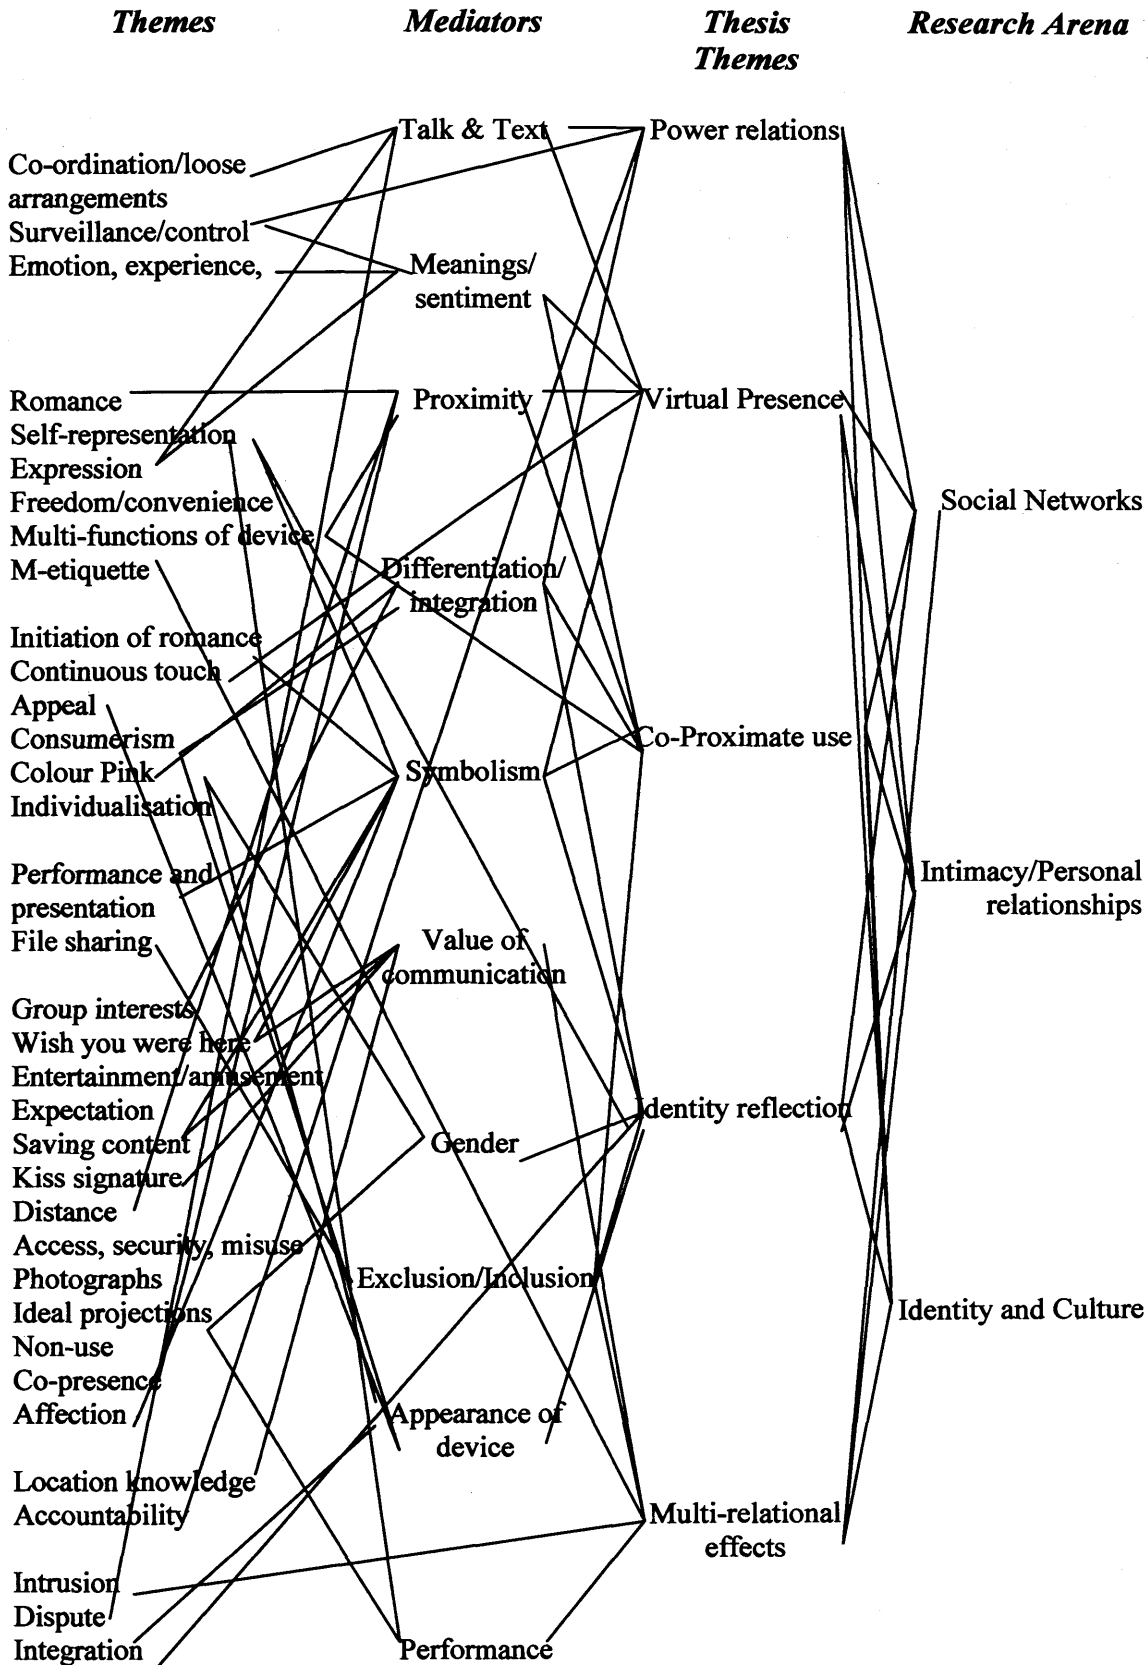 Themes
Mediators
Thesis
Themes
Research Arena
Co-ordination/loose
arrangements
Surveillance/control
Emotion, experience,
Romance
Self-representation
Expression
Freedom/convenience
Multi-functions of device
M-etiquette
Initiation of romance
Continuous touch
Appeal
Consumerism
Colour Pink
Individualisation
Performance and
presentation
File sharing
Group interests
Wish you were here
Entertainment/amusement
Expectation
Saving content
Kiss signature
Distance
Access, security, misuse
Photographs
Ideal projections
Non-use
Co-presence
Affection
Location knowledge
Accountability
Intrusion
Dispute
Integration
Talk & Text
Meanings/
sentiment
Proximity
Differentiation/
integration
Symbolism
Value of
communication
Gender
Exclusion/Inclusion
Appearance of
device
Performance
Power relations
Virtual Presence
Co-Proximate use
Identity reflection
Multi-relational
effects
Social Networks
Intimacy/Personal
relationships
Identity and Culture